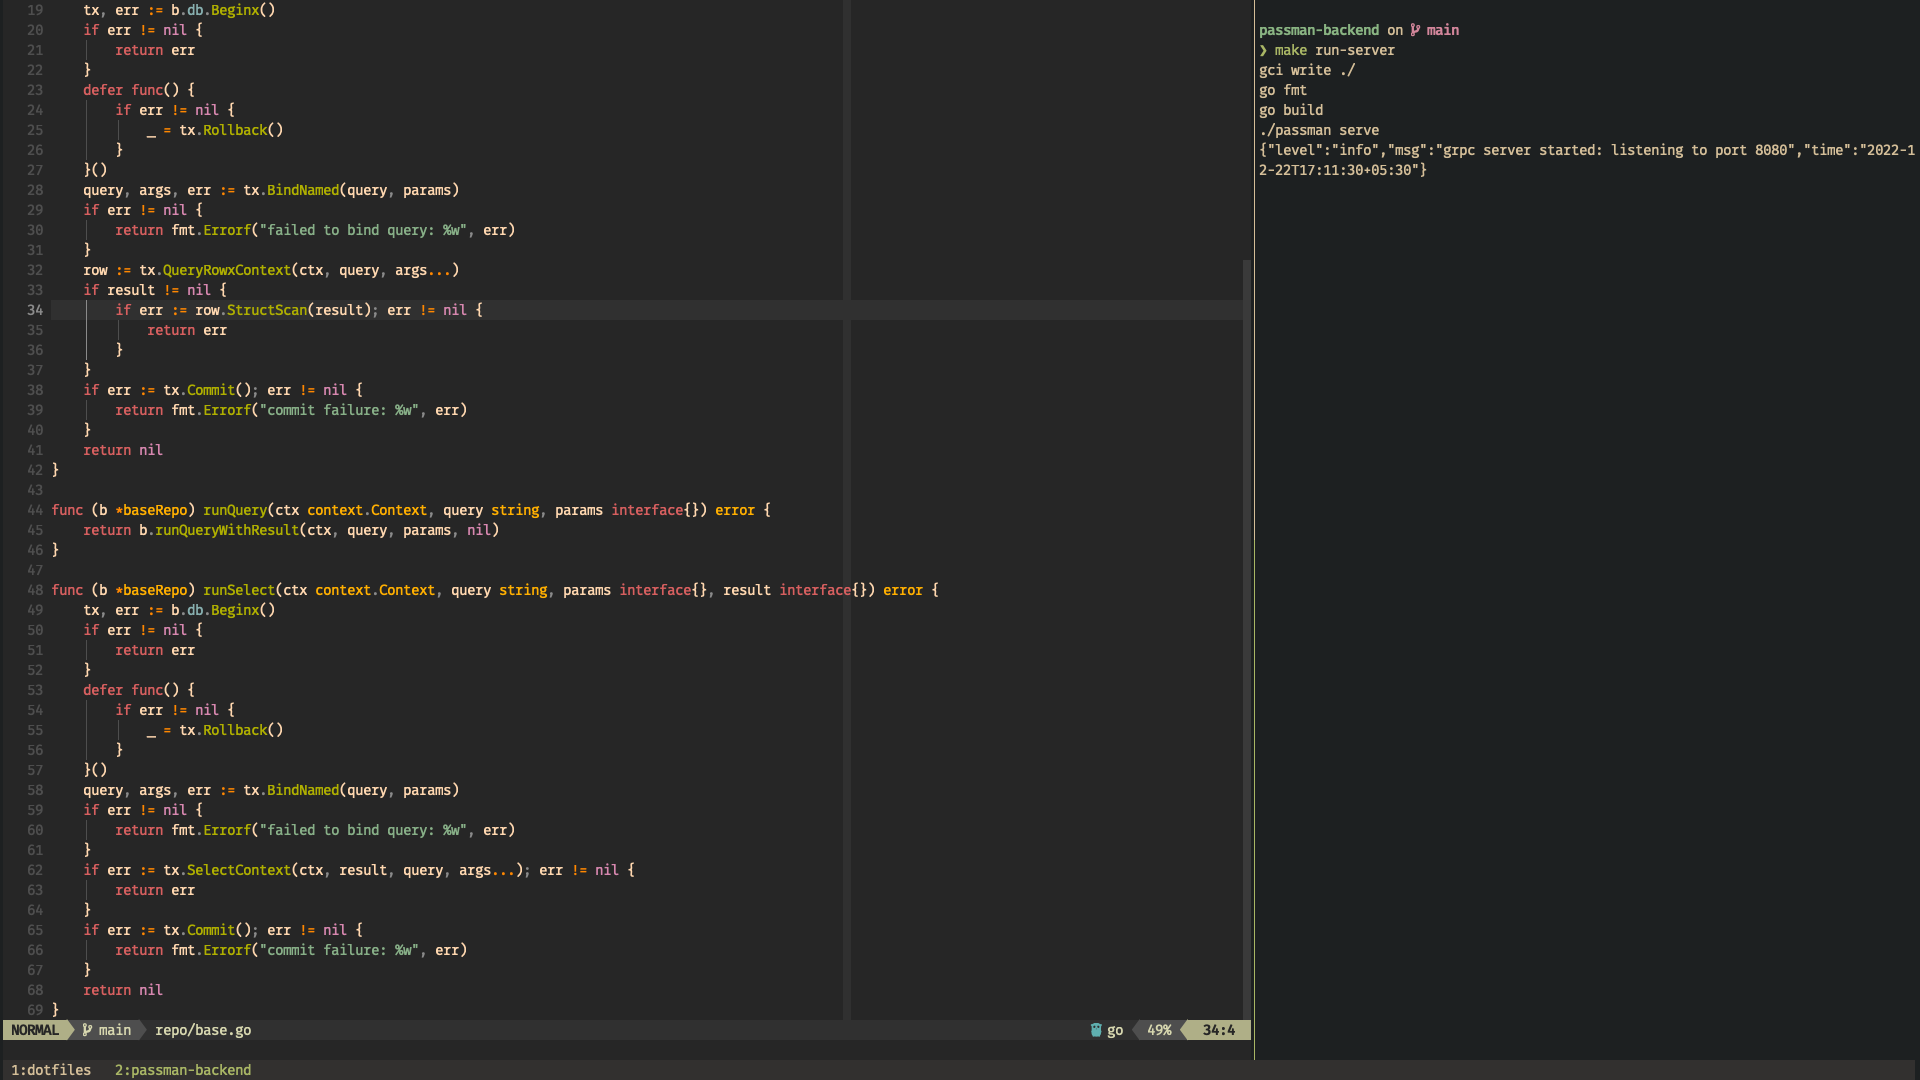 19     tx, err := b.db.Beginx()
20     if err != nil {
21         return err
22     }
23     defer func() {
24         if err != nil {
25             _ = tx.Rollback()
26         }
27     }()
28     query, args, err := tx.BindNamed(query, params)
29     if err != nil {
30         return fmt.Errorf("failed to bind query: %w", err)
31     }
32     row := tx.QueryRowxContext(ctx, query, args...)
33     if result != nil {
34         if err := row.StructScan(result); err != nil {
35             return err
36         }
37     }
38     if err := tx.Commit(); err != nil {
39         return fmt.Errorf("commit failure: %w", err)
40     }
41     return nil
42 }
43
44 func (b *baseRepo) runQuery(ctx context.Context, query string, params interface{}) error {
45     return b.runQueryWithResult(ctx, query, params, nil)
46 }
47
48 func (b *baseRepo) runSelect(ctx context.Context, query string, params interface{}, result interface{}) error {
49     tx, err := b.db.Beginx()
50     if err != nil {
51         return err
52     }
53     defer func() {
54         if err != nil {
55             _ = tx.Rollback()
56         }
57     }()
58     query, args, err := tx.BindNamed(query, params)
59     if err != nil {
60         return fmt.Errorf("failed to bind query: %w", err)
61     }
62     if err := tx.SelectContext(ctx, result, query, args...); err != nil {
63         return err
64     }
65     if err := tx.Commit(); err != nil {
66         return fmt.Errorf("commit failure: %w", err)
67     }
68     return nil
69 }
NORMAL main repo/base.go go 49% 34:4
passman-backend on main
❯ make run-server
gci write ./
go fmt
go build
./passman serve
{"level":"info","msg":"grpc server started: listening to port 8080","time":"2022-1
2-22T17:11:30+05:30"}
1:dotfiles 2:passman-backend